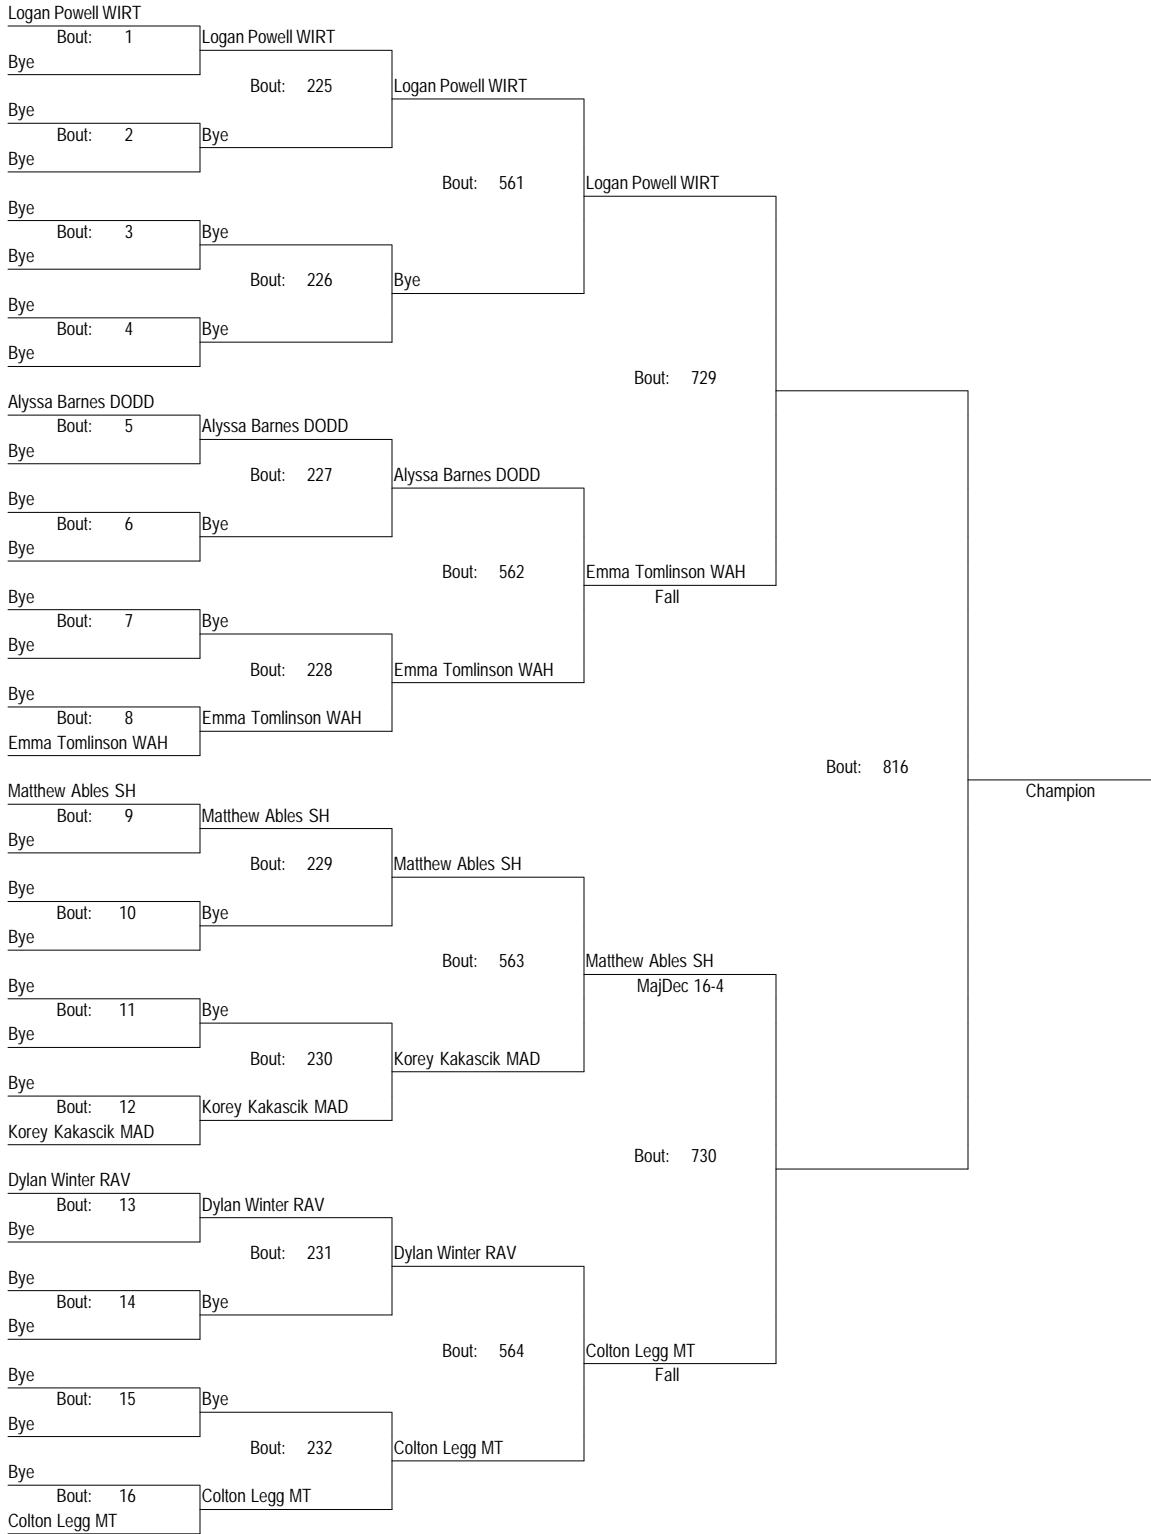 Logan Powell WIRT
Bout: 1
Logan Powell WIRT
Bye
Bout: 225
Logan Powell WIRT
Bye
Bout: 2
Bye
Bye
Bout: 561
Logan Powell WIRT
Bye
Bout: 3
Bye
Bye
Bout: 226
Bye
Bye
Bout: 4
Bye
Bye
Bout: 729
Alyssa Barnes DODD
Bout: 5
Alyssa Barnes DODD
Bye
Bout: 227
Alyssa Barnes DODD
Bye
Bout: 6
Bye
Bye
Bout: 562
Emma Tomlinson WAH
Fall
Bye
Bout: 7
Bye
Bye
Bout: 228
Emma Tomlinson WAH
Bye
Bout: 8
Emma Tomlinson WAH
Emma Tomlinson WAH
Bout: 816
Champion
Matthew Ables SH
Bout: 9
Matthew Ables SH
Bye
Bout: 229
Matthew Ables SH
Bye
Bout: 10
Bye
Bye
Bout: 563
Matthew Ables SH
MajDec 16-4
Bye
Bout: 11
Bye
Bye
Bout: 230
Korey Kakascik MAD
Bye
Bout: 12
Korey Kakascik MAD
Korey Kakascik MAD
Bout: 730
Dylan Winter RAV
Bout: 13
Dylan Winter RAV
Bye
Bout: 231
Dylan Winter RAV
Bye
Bout: 14
Bye
Bye
Bout: 564
Colton Legg MT
Fall
Bye
Bout: 15
Bye
Bye
Bout: 232
Colton Legg MT
Bye
Bout: 16
Colton Legg MT
Colton Legg MT